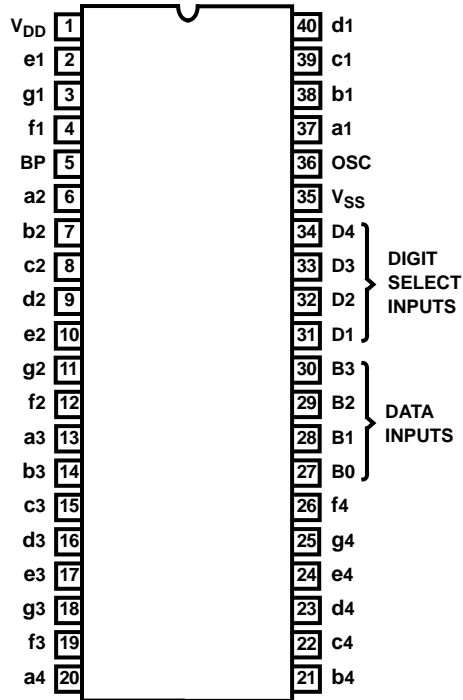 VDD 1 40 d1
e1 2 39 c1
g1 3 38 b1
f1 4 37 a1
BP 5 36 OSC
a2 6 35 VSS
b2 7 34 D4
c2 8 33 D3
d2 9 32 D2
e2 10 31 D1
DIGIT
SELECT
INPUTS
g2 11 30 B3
f2 12 29 B2
a3 13 28 B1
b3 14 27 B0
DATA
INPUTS
c3 15 26 f4
d3 16 25 g4
e3 17 24 e4
g3 18 23 d4
f3 19 22 c4
a4 20 21 b4